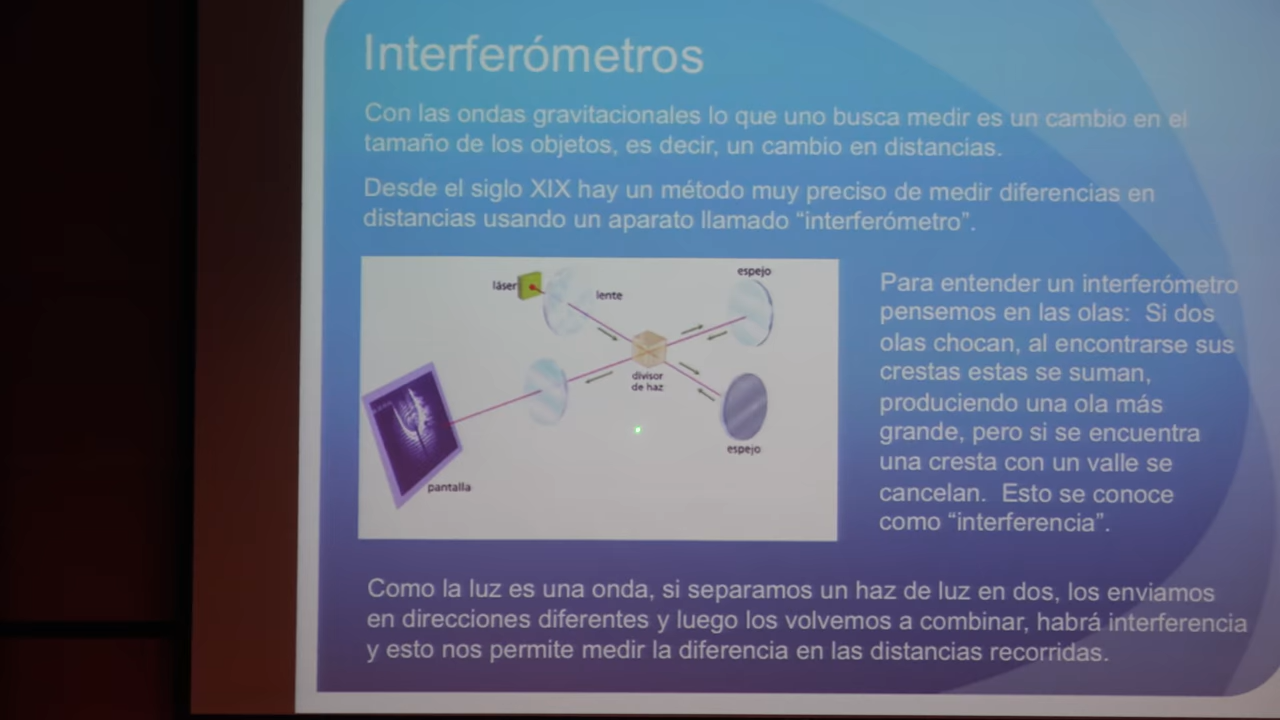 Interferómetros
Con las ondas gravitacionales lo que uno busca medir es un cambio en el
tamaño de los objetos, es decir, un cambio en distancias.
Desde el siglo XIX hay un método muy preciso de medir diferencias en
distancias usando un aparato llamado “interferómetro”.
láser
lente
espejo
divisor
de haz
espejo
pantalla
Para entender un interferómetro
pensemos en las olas:  Si dos
olas chocan, al encontrarse sus
crestas estas se suman,
produciendo una ola más
grande, pero si se encuentra
una cresta con un valle se
cancelan.  Esto se conoce
como “interferencia”.
Como la luz es una onda, si separamos un haz de luz en dos, los enviamos
en direcciones diferentes y luego los volvemos a combinar, habrá interferencia
y esto nos permite medir la diferencia en las distancias recorridas.